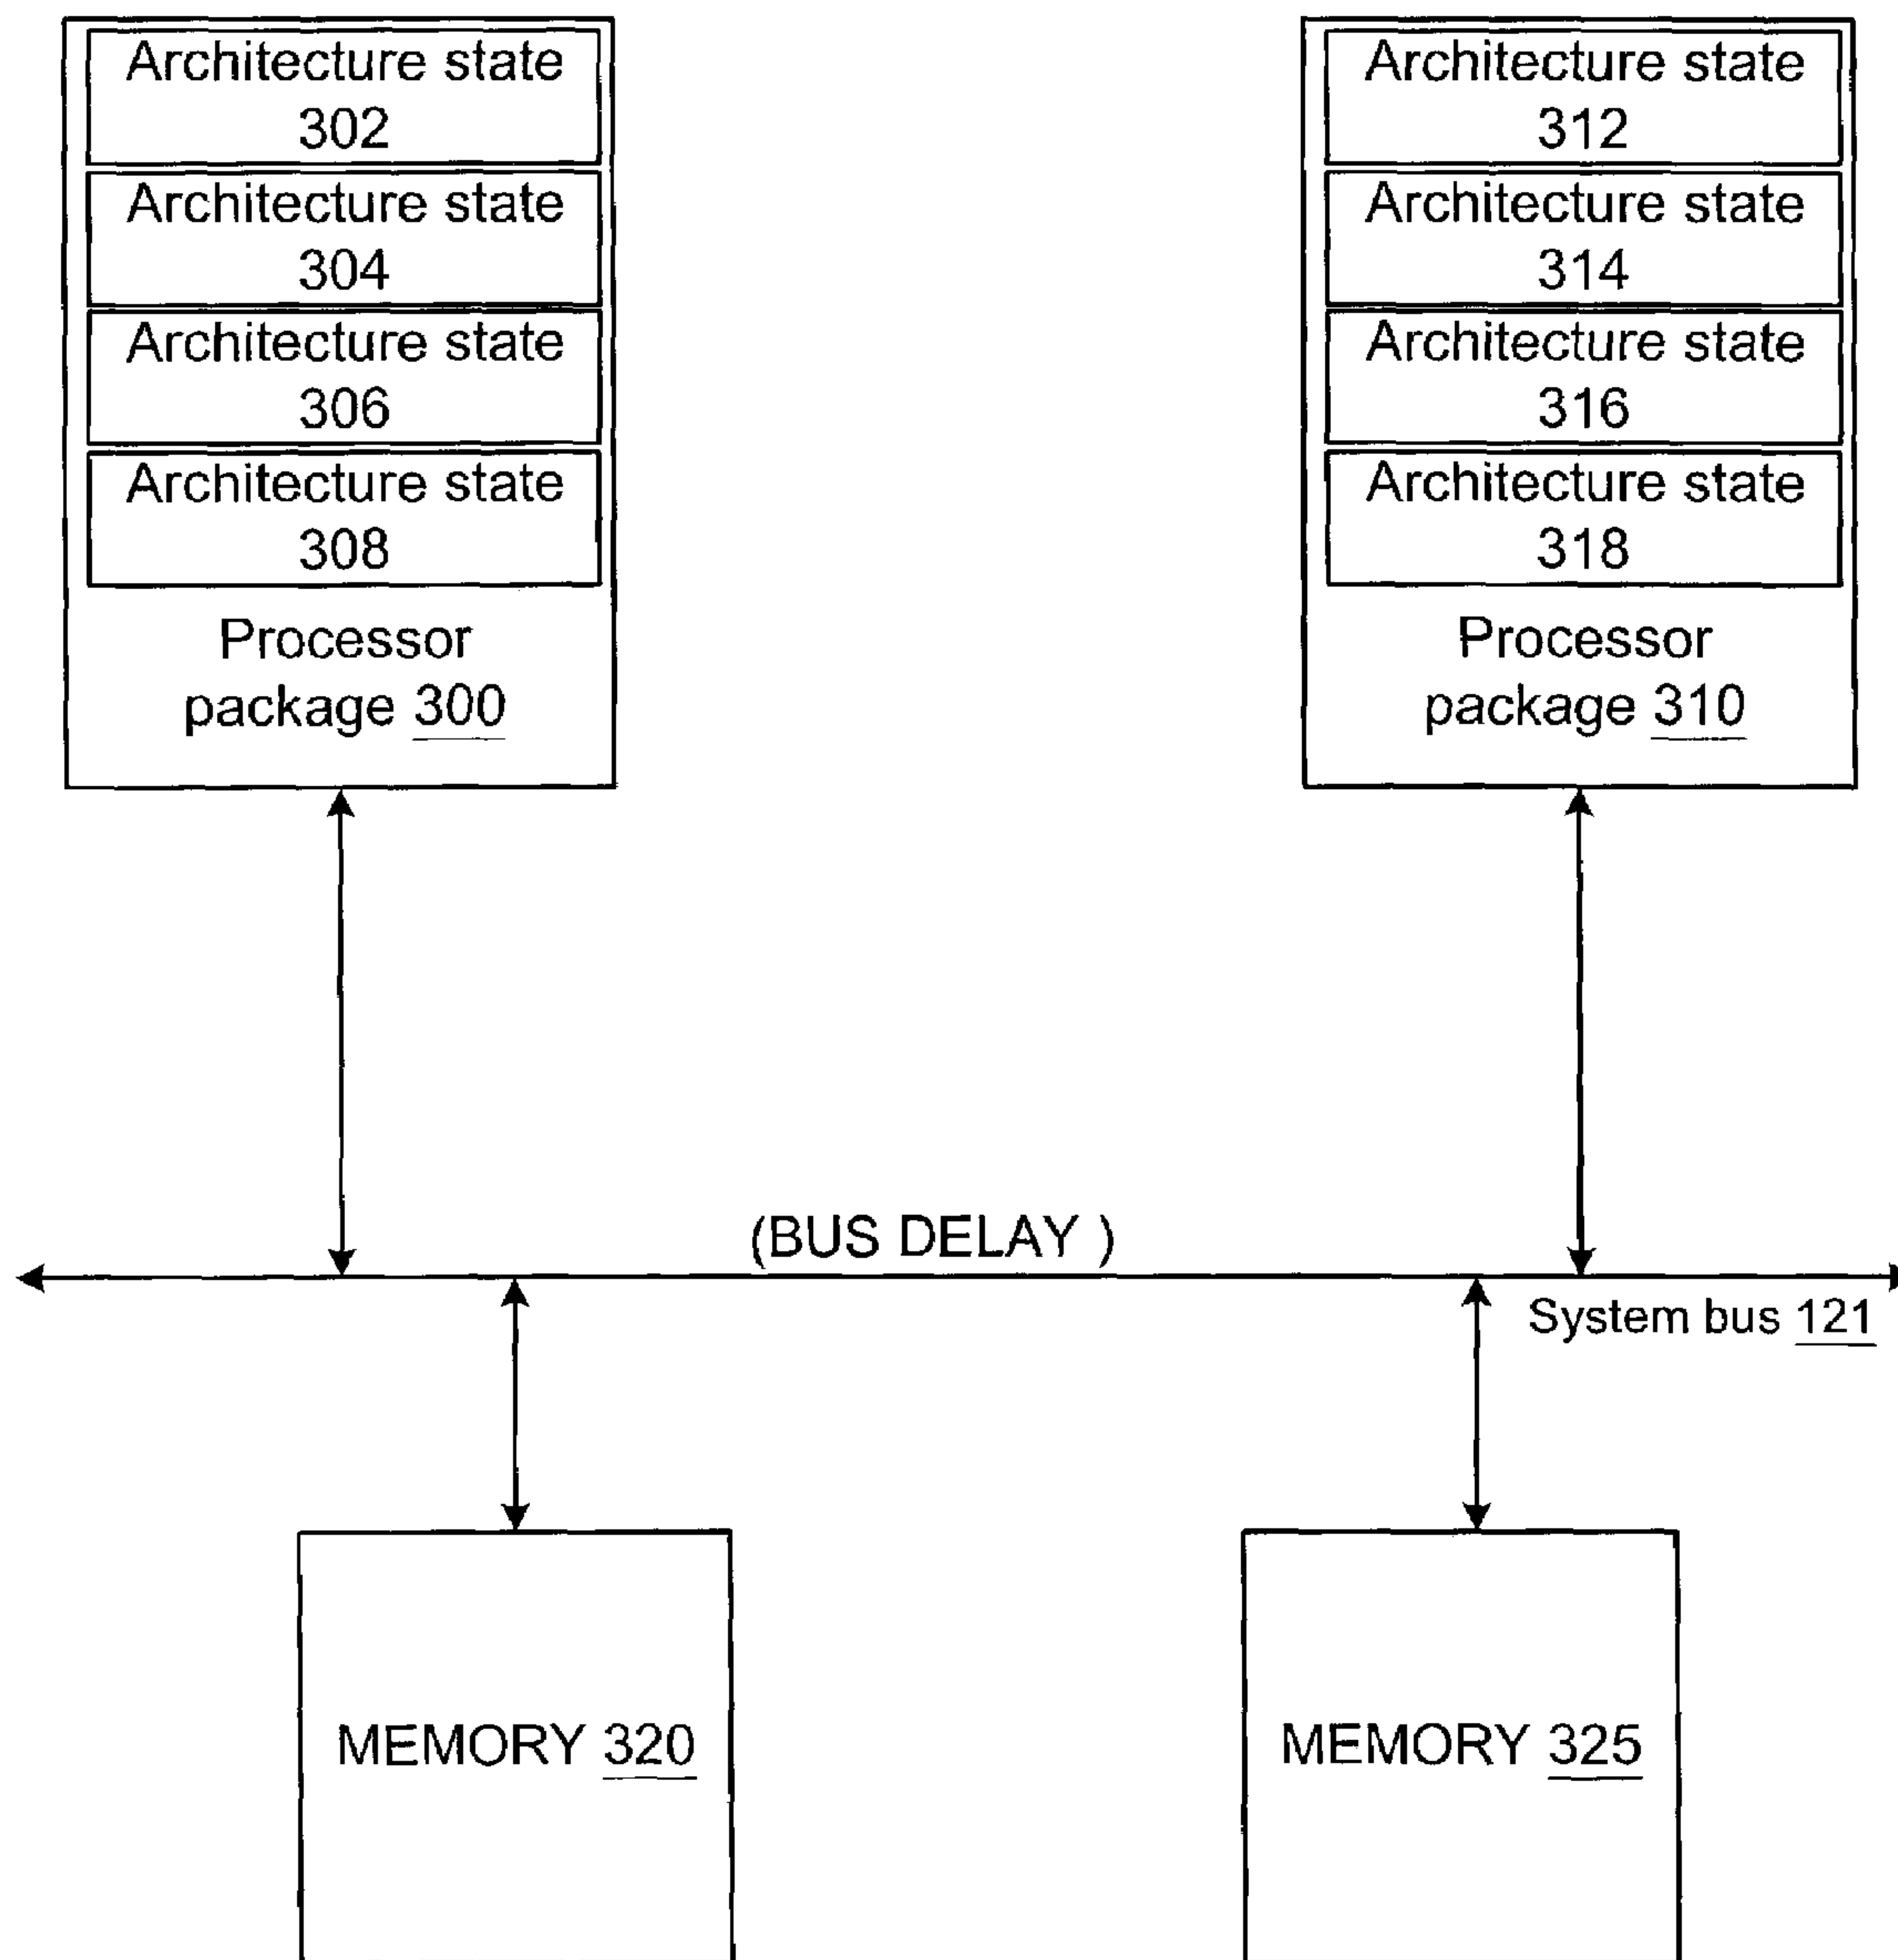 Architecture state
302
Architecture state
304
Architecture state
306
Architecture state
308
Processor
package 300
Architecture state
312
Architecture state
314
Architecture state
316
Architecture state
318
Processor
package 310
(BUS DELAY )
System bus 121
MEMORY 320
MEMORY 325